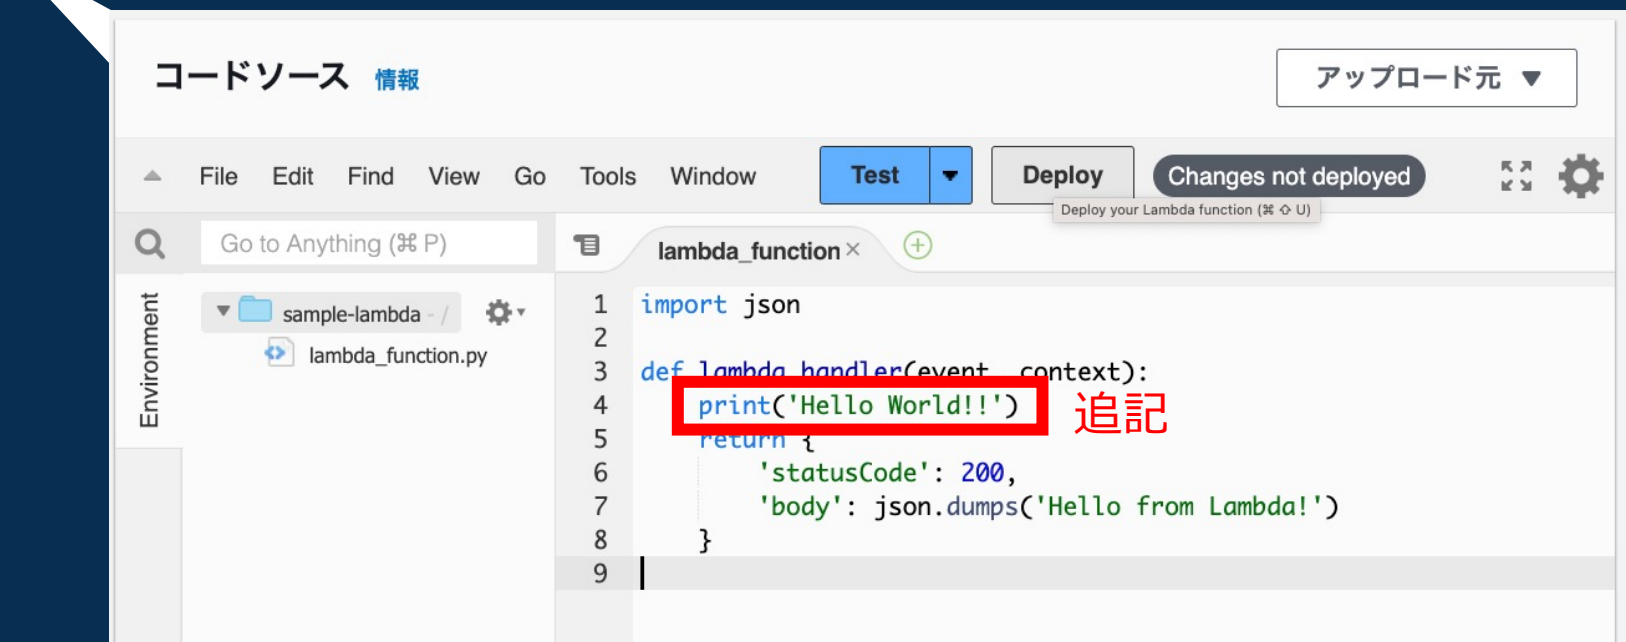 コードソース 情報
アップロード元 ▼
File Edit Find View Go Tools Window Test Deploy Changes not deployed
Deploy your Lambda function (⌘ ⇧ U)
Go to Anything (⌘ P)
lambda_function ×
Environment
sample-lambda - /
lambda_function.py
1 import json
2
3 def lambda_handler(event, context):
4 print('Hello World!!')
追記
5 return {
6 'statusCode': 200,
7 'body': json.dumps('Hello from Lambda!')
8 }
9